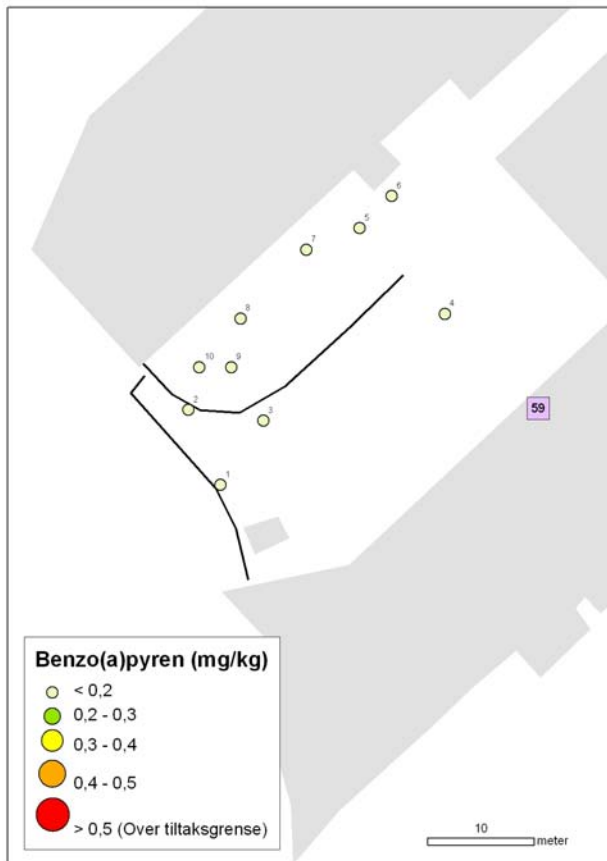 6
5
7
4
8
10
9
59
2
3
1
Benzo(a)pyren (mg/kg)
< 0,2
0,2 - 0,3
0,3 - 0,4
0,4 - 0,5
> 0,5 (Over tiltaksgrense)
10
meter